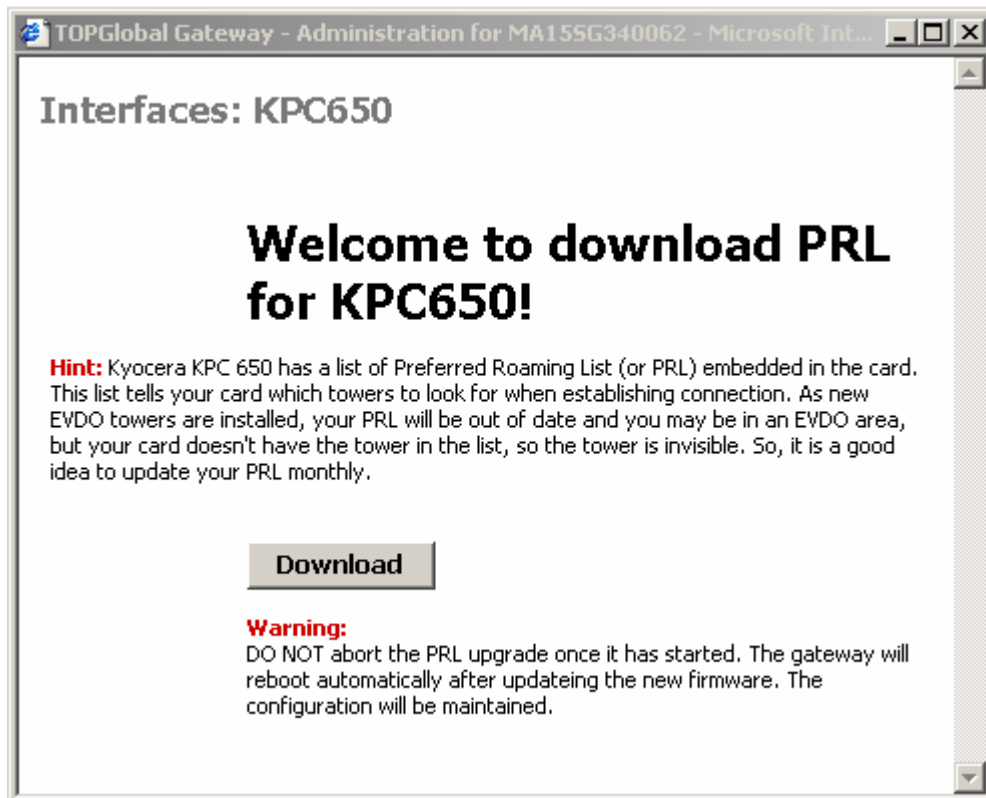 TOPGlobal Gateway - Administration for MA155G340062 - Microsoft Int...
Interfaces: KPC650
Welcome to download PRL
for KPC650!
Hint: Kyocera KPC 650 has a list of Preferred Roaming List (or PRL) embedded in the card.
This list tells your card which towers to look for when establishing connection. As new
EVDO towers are installed, your PRL will be out of date and you may be in an EVDO area,
but your card doesn't have the tower in the list, so the tower is invisible. So, it is a good
idea to update your PRL monthly.
Download
Warning:
DO NOT abort the PRL upgrade once it has started. The gateway will
reboot automatically after updateing the new firmware. The
configuration will be maintained.